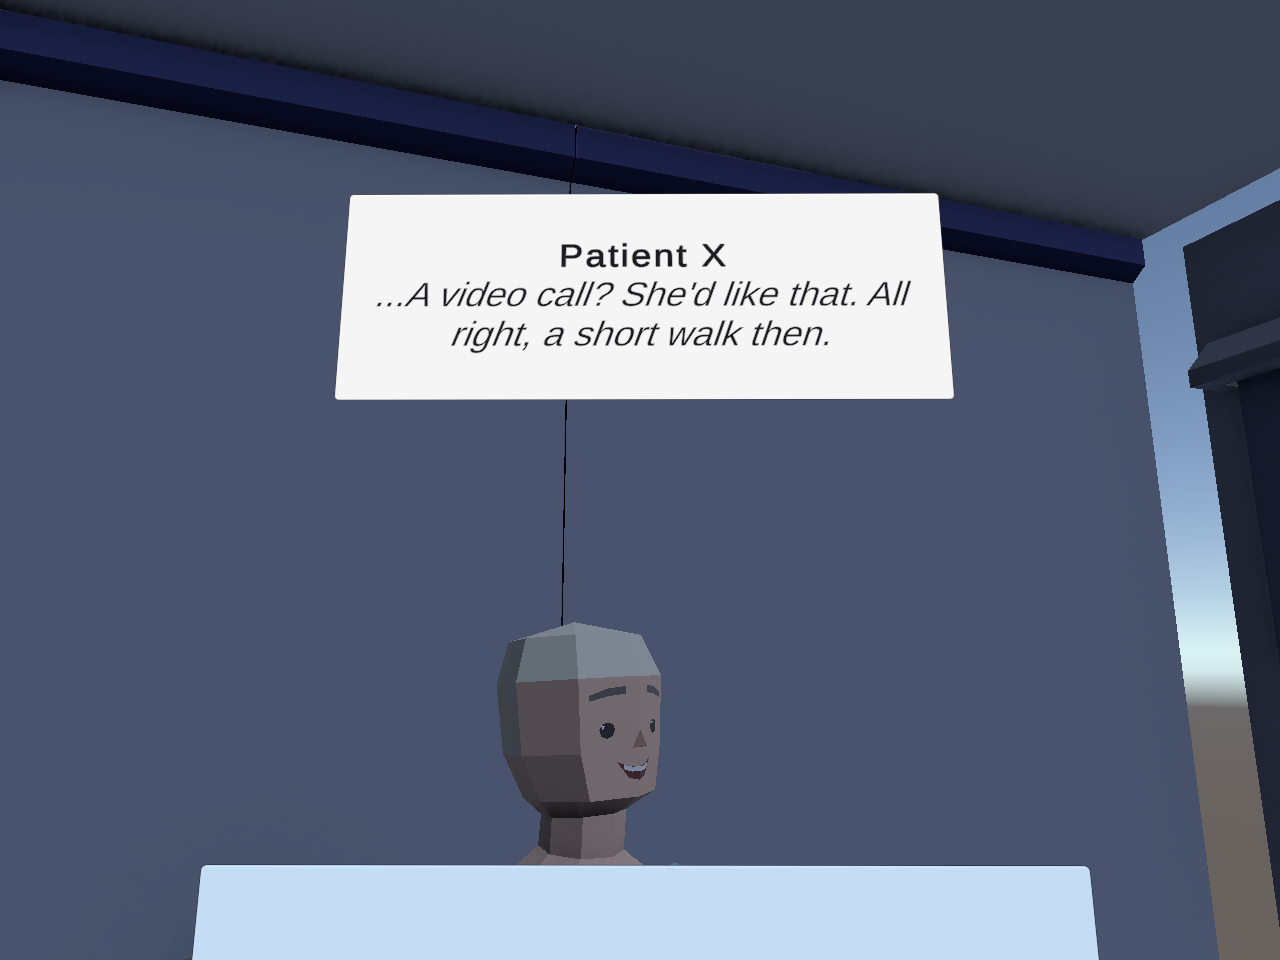 Patient X
...A video call? She'd like that. All
right, a short walk then.